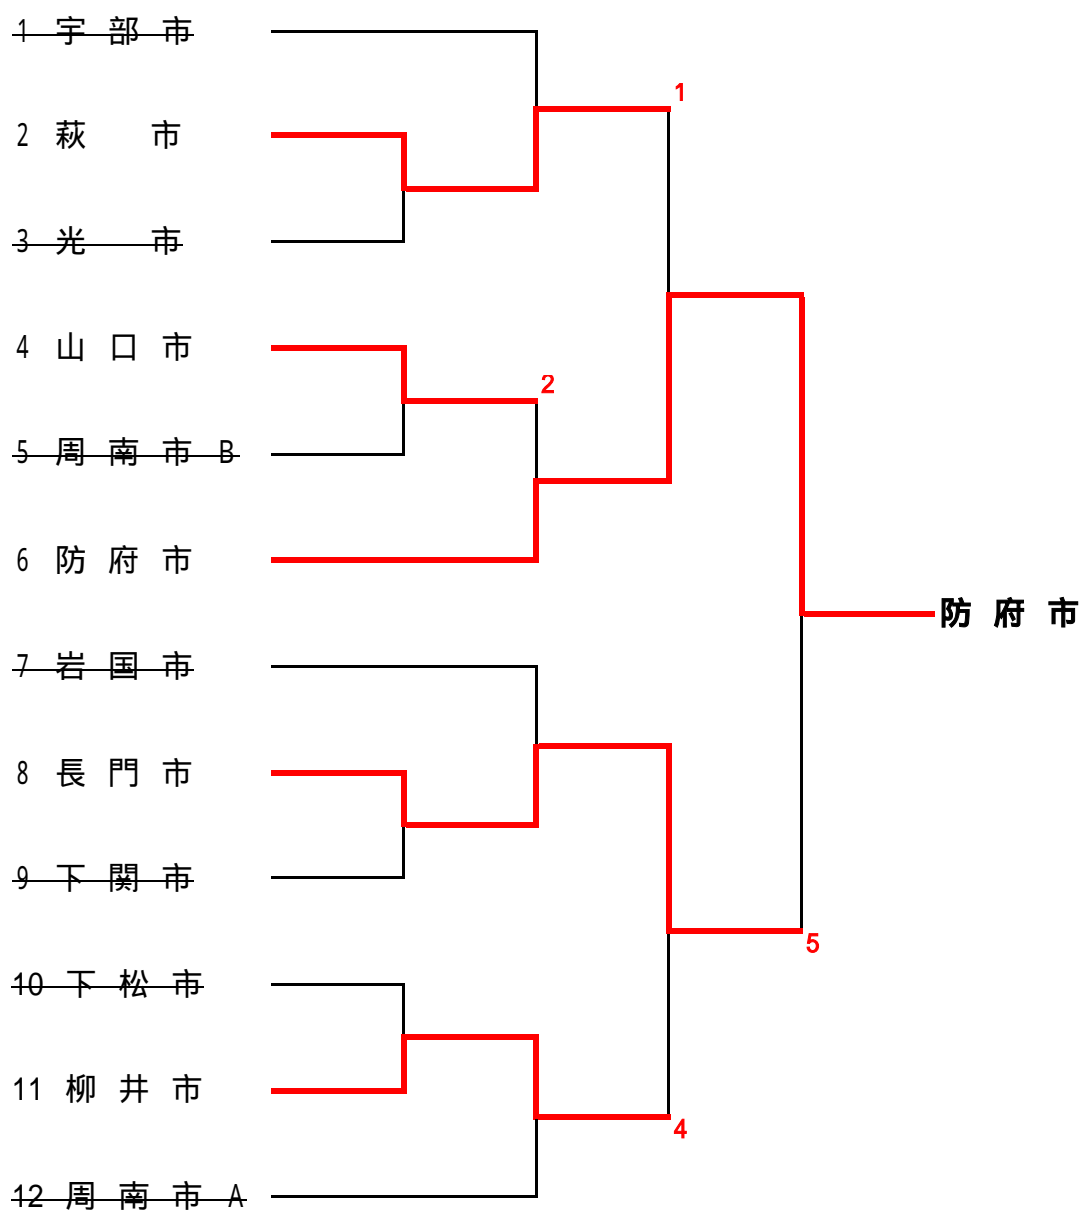 1 宇部市
1
2 萩 市
3 光 市
4 山口市
2
5 周南市B
6 防府市
防府市
7 岩国市
8 長門市
9 下関市
5
10 下松市
11 柳井市
4
12 周南市A